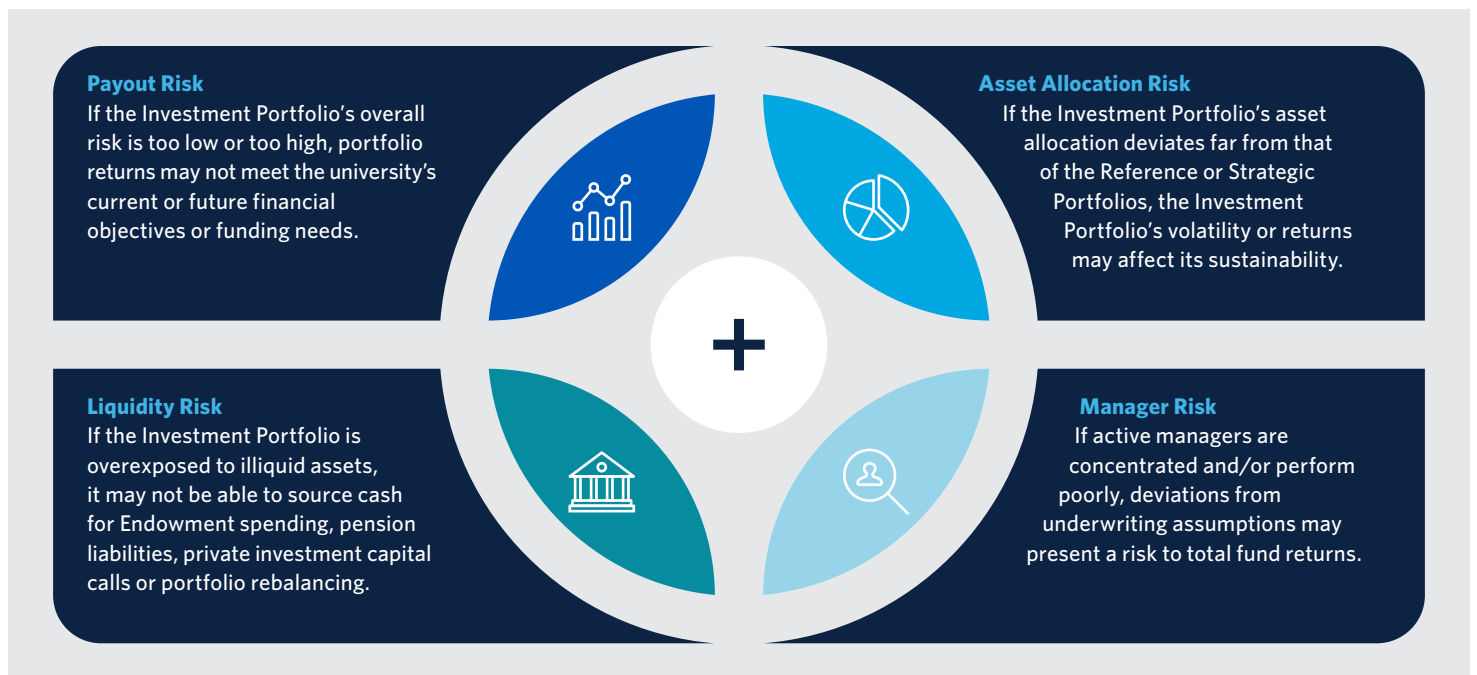 Payout Risk
If the Investment Portfolio’s overall
risk is too low or too high, portfolio
returns may not meet the university’s
current or future financial
objectives or funding needs.
Asset Allocation Risk
If the Investment Portfolio’s asset
allocation deviates far from that
of the Reference or Strategic
Portfolios, the Investment
Portfolio’s volatility or returns
may affect its sustainability.
+
Liquidity Risk
If the Investment Portfolio is
overexposed to illiquid assets,
it may not be able to source cash
for Endowment spending, pension
liabilities, private investment capital
calls or portfolio rebalancing.
Manager Risk
If active managers are
concentrated and/or perform
poorly, deviations from
underwriting assumptions may
present a risk to total fund returns.